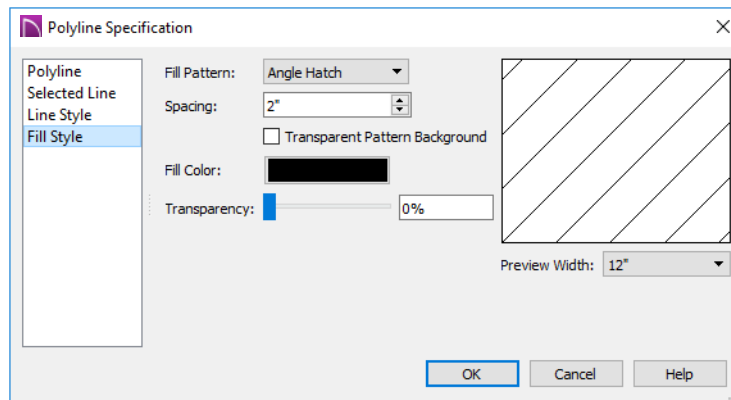 Polyline Specification
Polyline
Selected Line
Line Style
Fill Style
Fill Pattern: Angle Hatch
Spacing: 2"
Transparent Pattern Background
Fill Color:
Transparency: 0%
Preview Width: 12"
OK Cancel Help